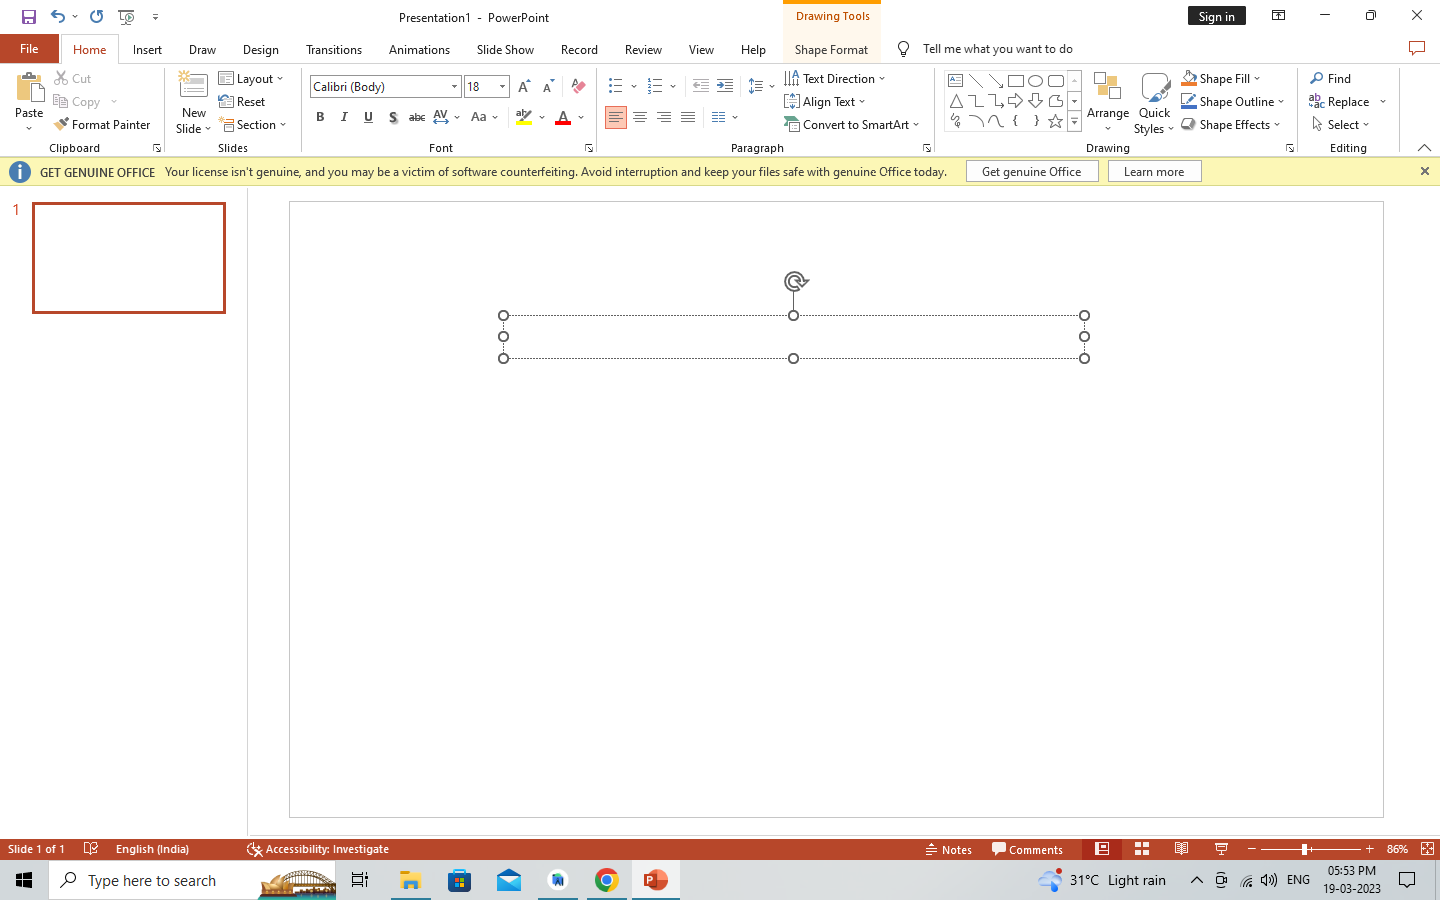 Presentation1 - PowerPoint
Drawing Tools
Sign in
File Home Insert Draw Design Transitions Animations Slide Show Record Review View Help Shape Format Tell me what you want to do
Paste
Cut
Copy
Format Painter
Clipboard
New
Slide
Layout
Reset
Section
Slides
Calibri (Body) 18 A A A
B I U S abc AV Aa ab A
Font
Text Direction
Align Text
Convert to SmartArt
Paragraph
Arrange
Quick
Styles
Shape Fill
Shape Outline
Shape Effects
Drawing
Find
Replace
Select
Editing
GET GENUINE OFFICE Your license isn't genuine, and you may be a victim of software counterfeiting. Avoid interruption and keep your files safe with genuine Office today. Get genuine Office Learn more
1
Slide 1 of 1 English (India) Accessibility: Investigate Notes Comments 86%
Type here to search
31°C Light rain
ENG
05:53 PM
19-03-2023